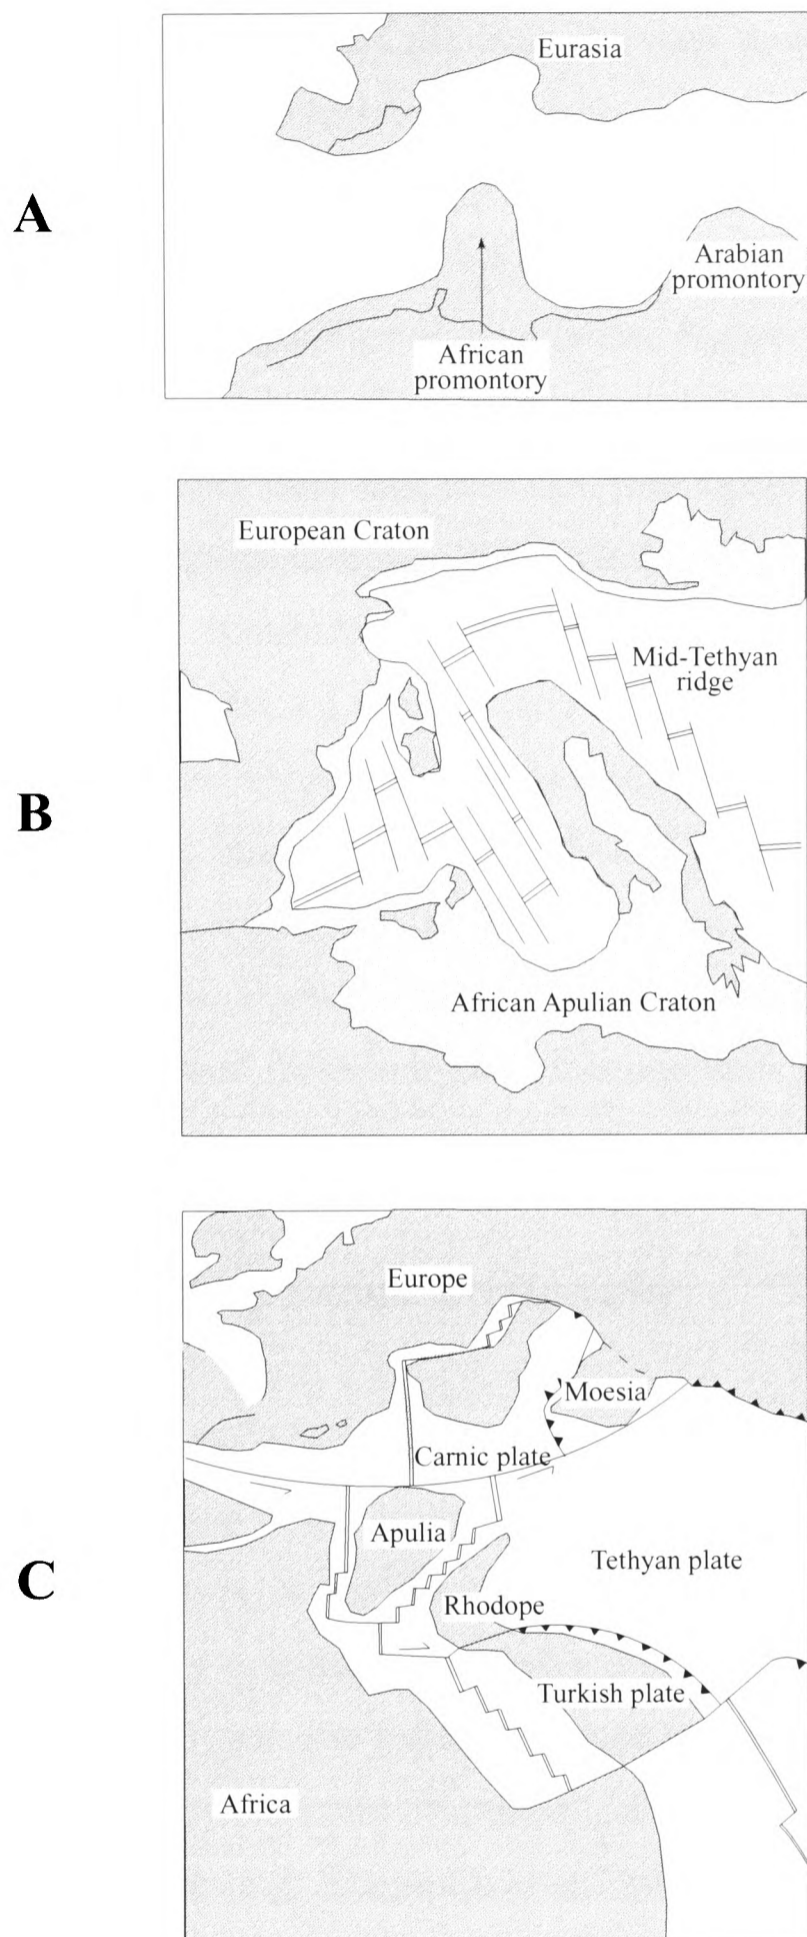 A
Eurasia
Arabian
promontory
African
promontory
B
European Craton
Mid-Tethyan
ridge
African Apulian Craton
C
Europe
Moesia
Carnic plate
Apulia
Tethyan plate
Rhodope
Turkish plate
Africa